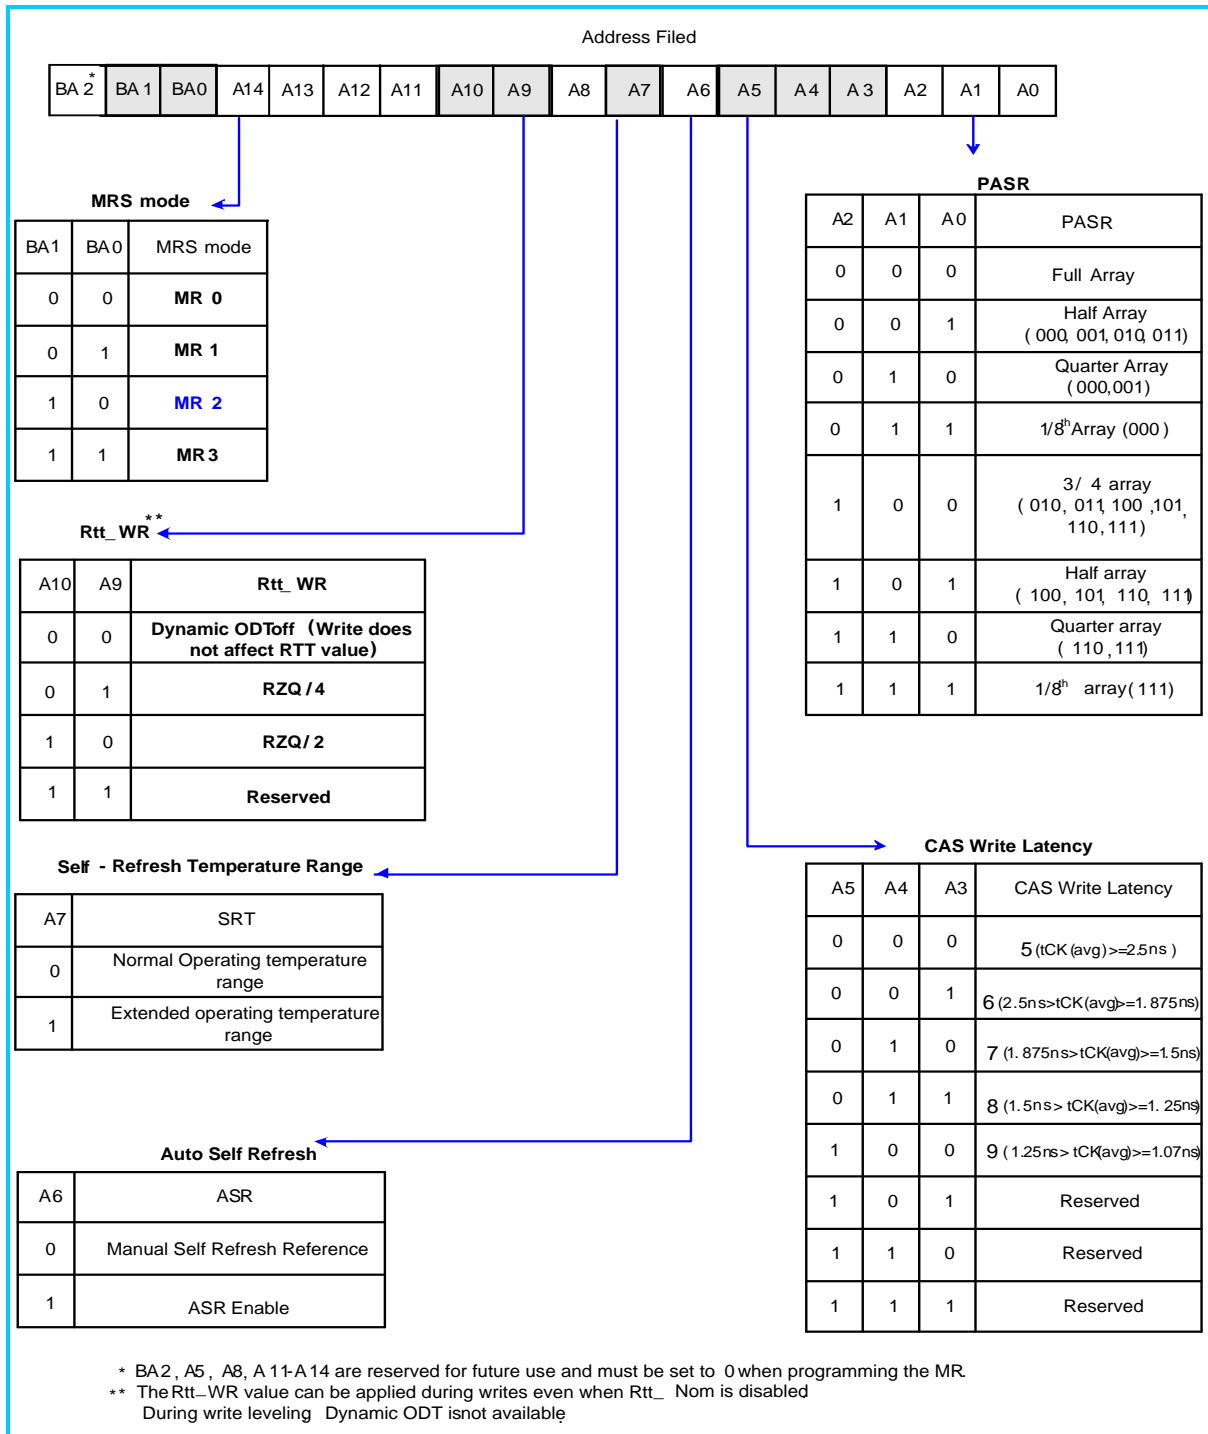 Address Filed
BA 2* BA 1 BA0 A14 A13 A12 A11 A10 A9 A8 A7 A6 A5 A4 A 3 A2 A1 A0
MRS mode
BA1 BA0 MRS mode
0 0 MR 0
0 1 MR 1
1 0 MR 2
1 1 MR3
Rtt_ WR**
A10 A9 Rtt_ WR
0 0 Dynamic ODToff (Write does
not affect RTT value)
0 1 RZQ /4
1 0 RZQ/ 2
1 1 Reserved
Self - Refresh Temperature Range
A7 SRT
0 Normal Operating temperature
range
1 Extended operating temperature
range
Auto Self Refresh
A6 ASR
0 Manual Self Refresh Reference
1 ASR Enable
PASR
A2 A1 A0 PASR
0 0 0 Full Array
0 0 1 Half Array
( 000, 001, 010, 011)
0 1 0 Quarter Array
( 000,001)
0 1 1 1/8th Array (000 )
1 0 0 3/ 4 array
( 010, 011, 100 ,101,
110,111)
1 0 1 Half array
( 100, 101, 110, 111)
1 1 0 Quarter array
( 110 ,111)
1 1 1 1/8th array( 111)
CAS Write Latency
A5 A4 A3 CAS Write Latency
0 0 0 5 (tCK (avg) >=2.5ns )
0 0 1 6 (2.5ns>tCK(avg)>=1. 875ns)
0 1 0 7 (1. 875ns>tCK(avg)>=1.5ns)
0 1 1 8 (1.5ns> tCK(avg)>=1. 25ns)
1 0 0 9 ( 1.25ns> tCK(avg)>=1.07ns)
1 0 1 Reserved
1 1 0 Reserved
1 1 1 Reserved
* BA2 , A5 , A8, A 11-A14 are reserved for future use and must be set to 0 when programming the MR.
** The Rtt_WR value can be applied during writes even when Rtt_ Nom is disabled
During write leveling Dynamic ODT isnot available.